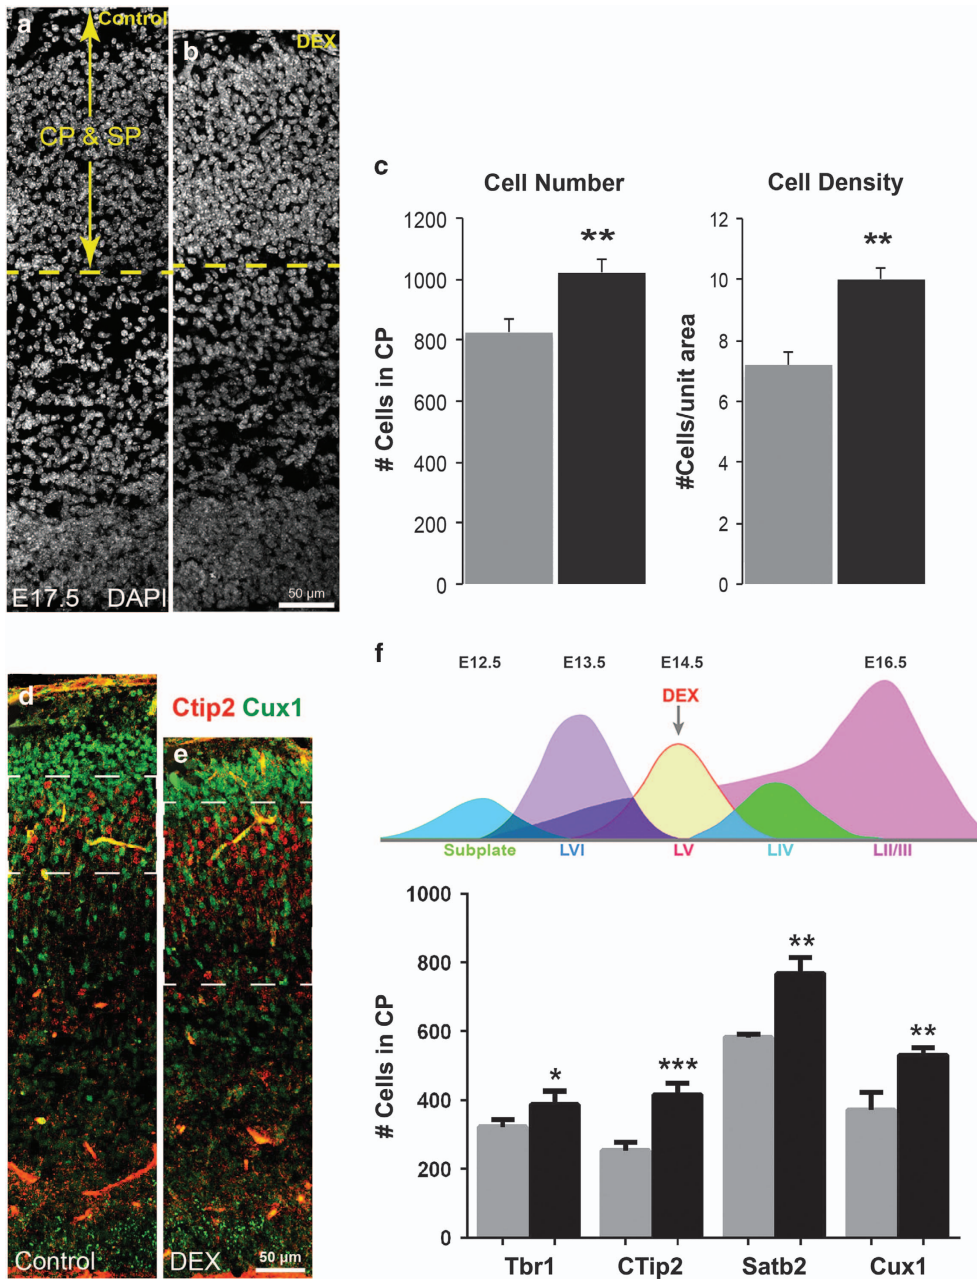 a
Control
b
DEX
CP & SP
E17.5 DAPI
50 µm
c
Cell Number
Cell Density
# Cells in CP
1200
1000
800
600
400
200
0
**
#Cells/unit area
12
10
8
6
4
2
0
**
d
Ctip2 Cux1
e
Control
DEX
50 µm
f
E12.5 E13.5 E14.5 E16.5
DEX
Subplate LVI LV LIV LII/III
# Cells in CP
1000
800
600
400
200
0
* *** ** **
Tbr1 CTip2 Satb2 Cux1